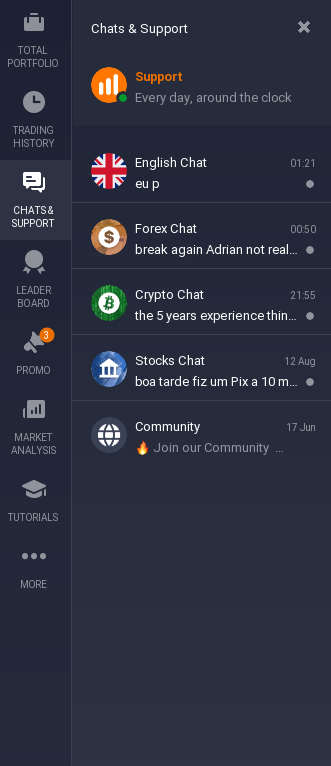 Chats & Support
TOTAL
PORTFOLIO
TRADING
HISTORY
CHATS &
SUPPORT
LEADER
BOARD
3
PROMO
MARKET
ANALYSIS
TUTORIALS
MORE
Support
Every day, around the clock
English Chat 01:21
eu p
Forex Chat 00:50
break again Adrian not real...
Crypto Chat 21:55
the 5 years experience thin...
Stocks Chat 12 Aug
boa tarde fiz um Pix a 10 m...
Community 17 Jun
🔥 Join our Community ...